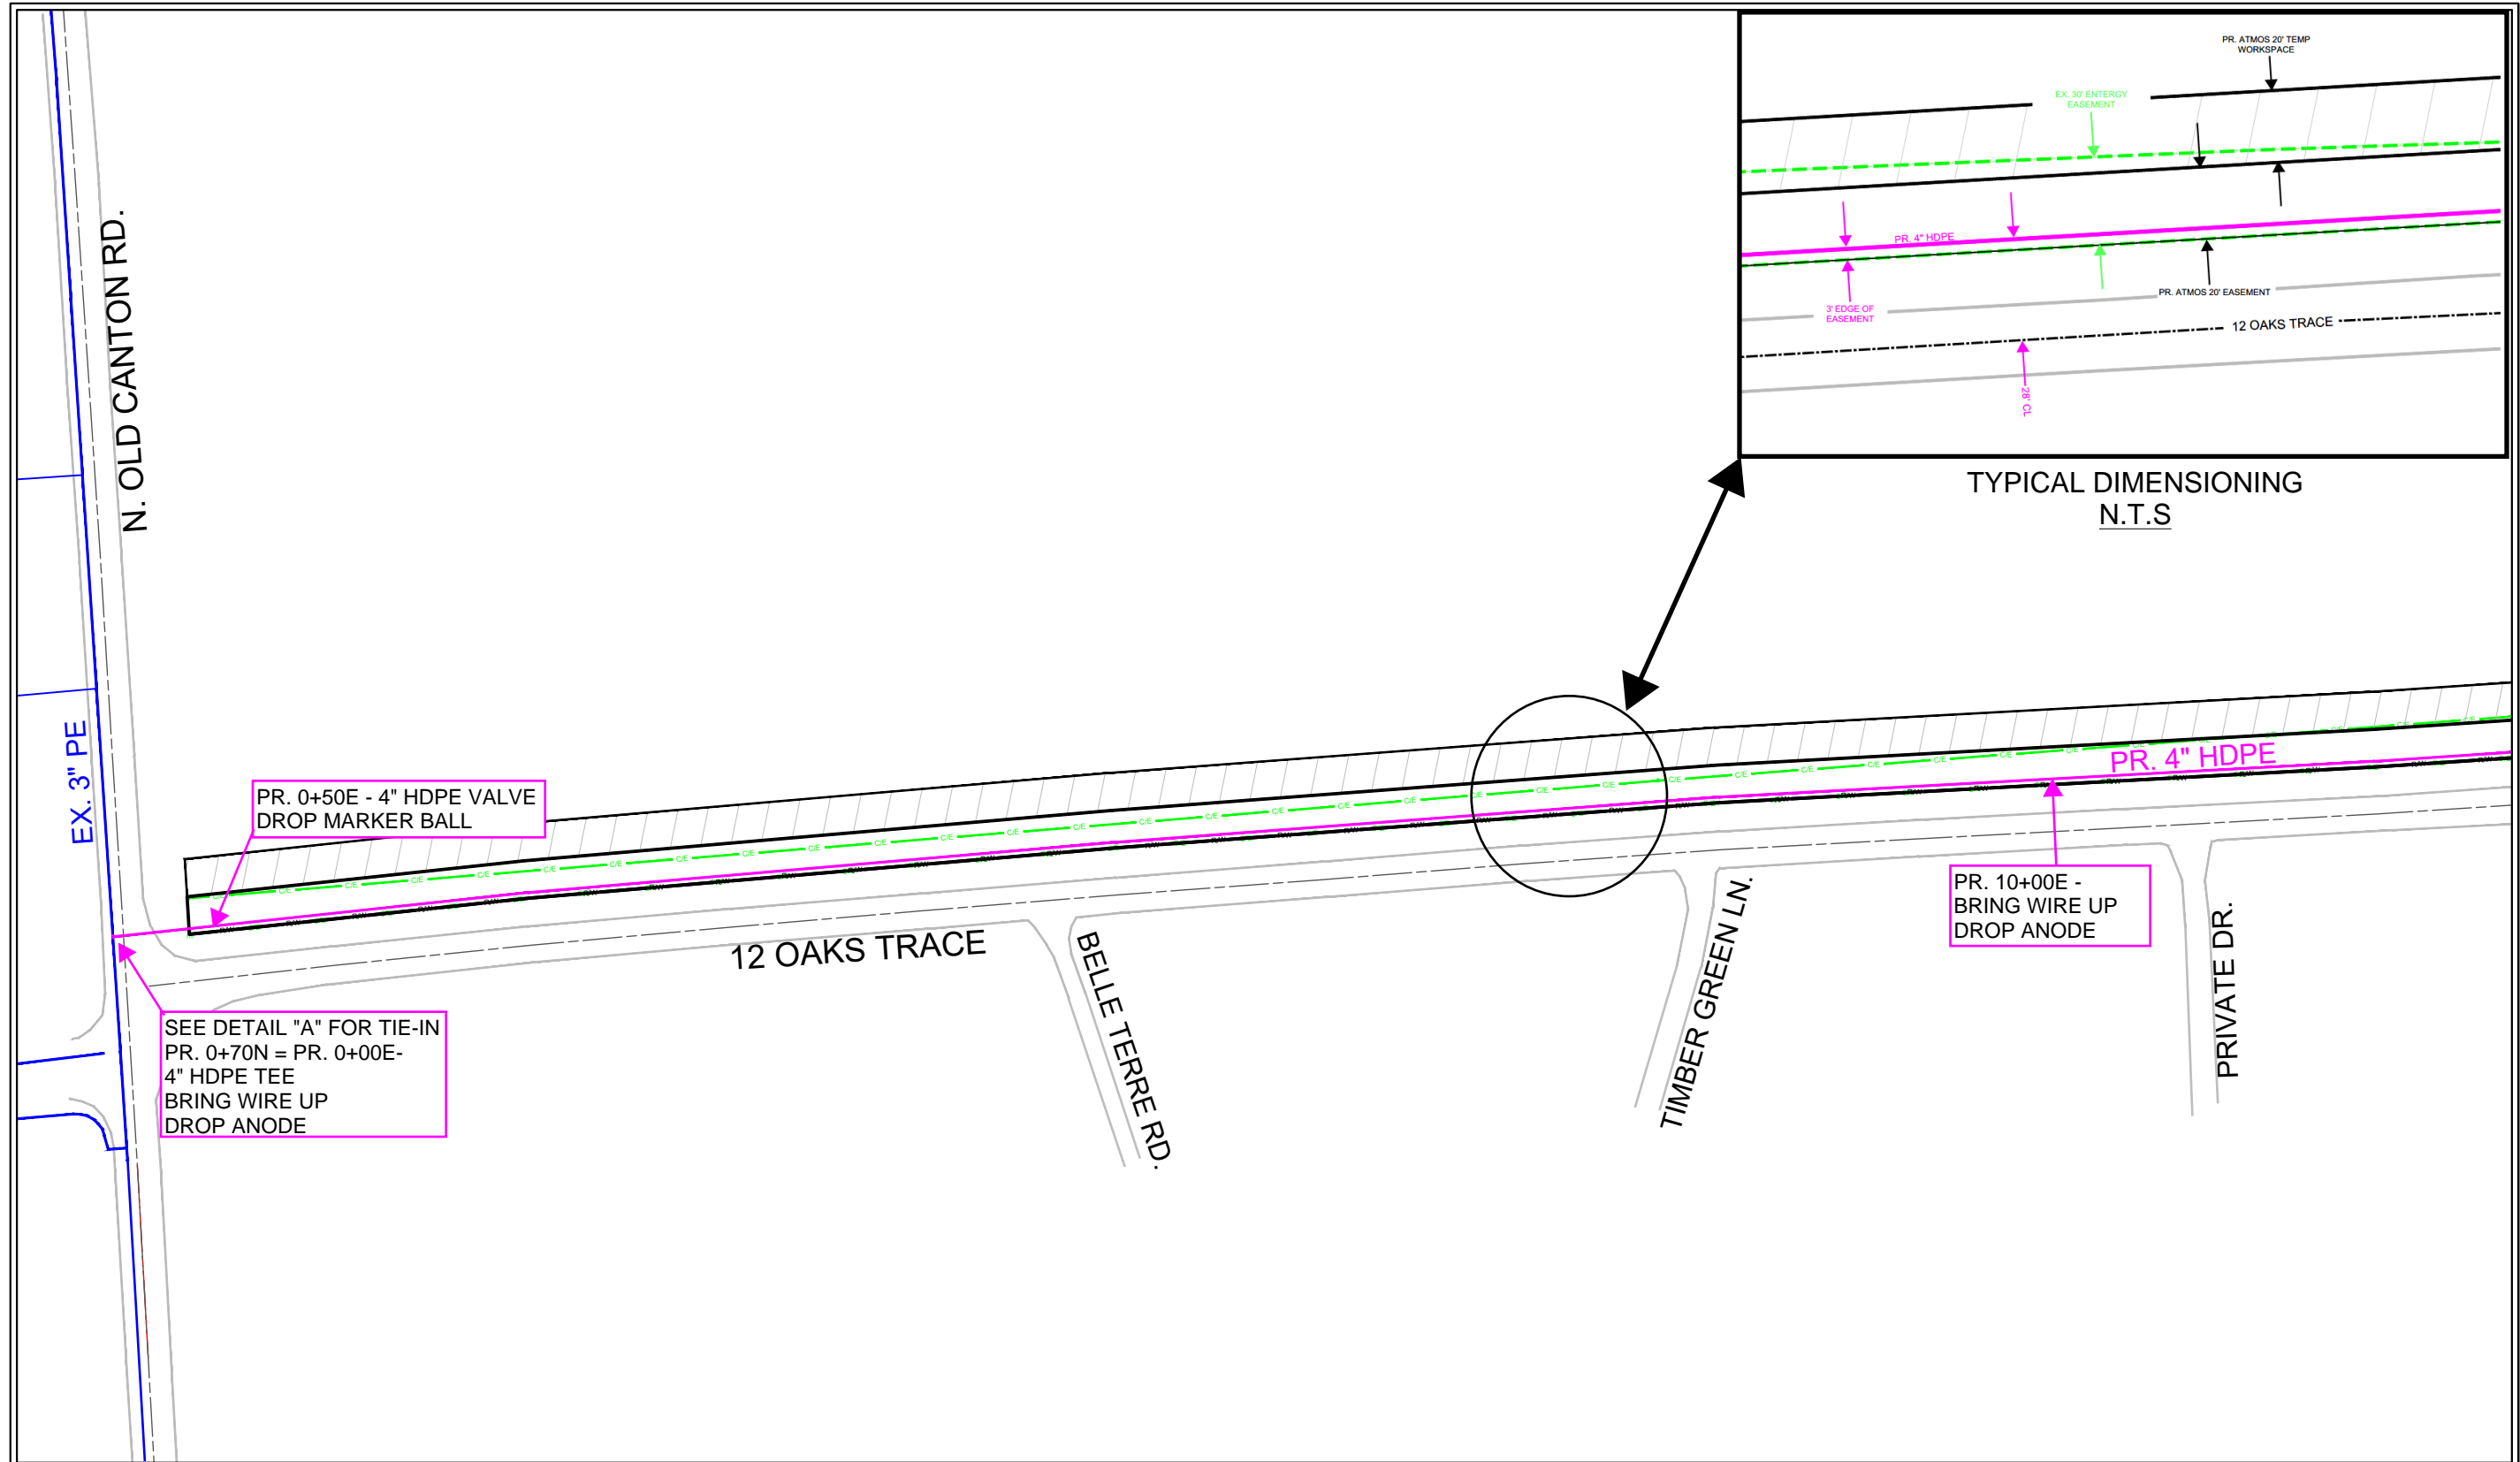 PR. ATMOS 20' TEMP
WORKSPACE
EX. 30' ENTERGY
EASEMENT
PR. 4" HDPE
3' EDGE OF
EASEMENT
PR. ATMOS 20' EASEMENT
12 OAKS TRACE
28' CL
TYPICAL DIMENSIONING
N.T.S
N. OLD CANTON RD.
EX. 3" PE
PR. 0+50E - 4" HDPE VALVE
DROP MARKER BALL
PR. 4" HDPE
PR. 10+00E -
BRING WIRE UP
DROP ANODE
12 OAKS TRACE
BELLE TERRE RD.
TIMBER GREEN LN.
PRIVATE DR.
SEE DETAIL "A" FOR TIE-IN
PR. 0+70N = PR. 0+00E-
4" HDPE TEE
BRING WIRE UP
DROP ANODE